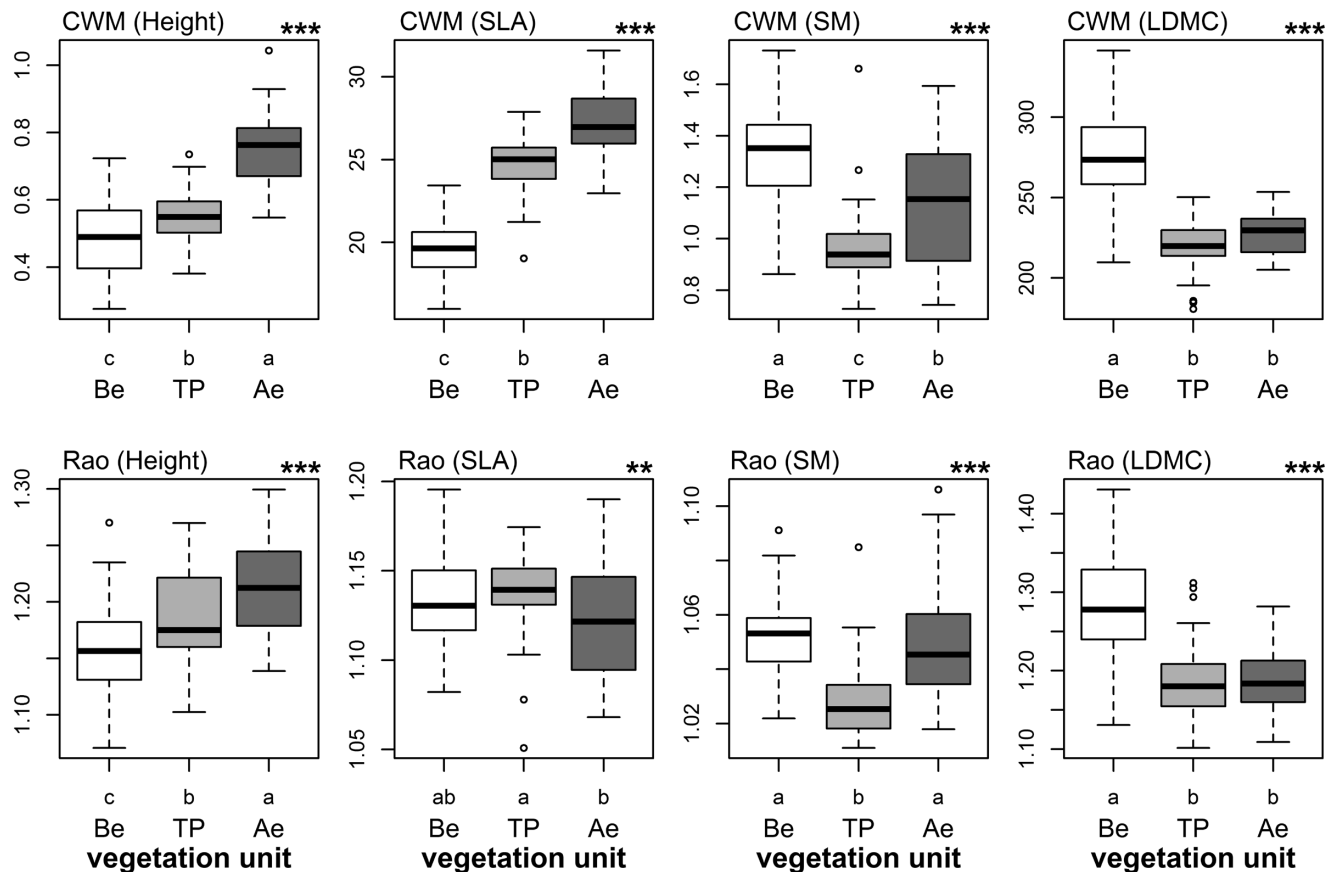 CWM (Height) ***
1.0
0.8
0.6
0.4
c b a
Be TP Ae
CWM (SLA) ***
30
25
20
c b a
Be TP Ae
CWM (SM) ***
1.6
1.4
1.2
1.0
0.8
a c b
Be TP Ae
CWM (LDMC) ***
300
250
200
a b b
Be TP Ae
Rao (Height) ***
1.30
1.20
1.10
c b a
Be TP Ae
vegetation unit
Rao (SLA) **
1.20
1.15
1.10
1.05
ab a b
Be TP Ae
vegetation unit
Rao (SM) ***
1.10
1.06
1.02
a b a
Be TP Ae
vegetation unit
Rao (LDMC) ***
1.40
1.30
1.20
1.10
a b b
Be TP Ae
vegetation unit